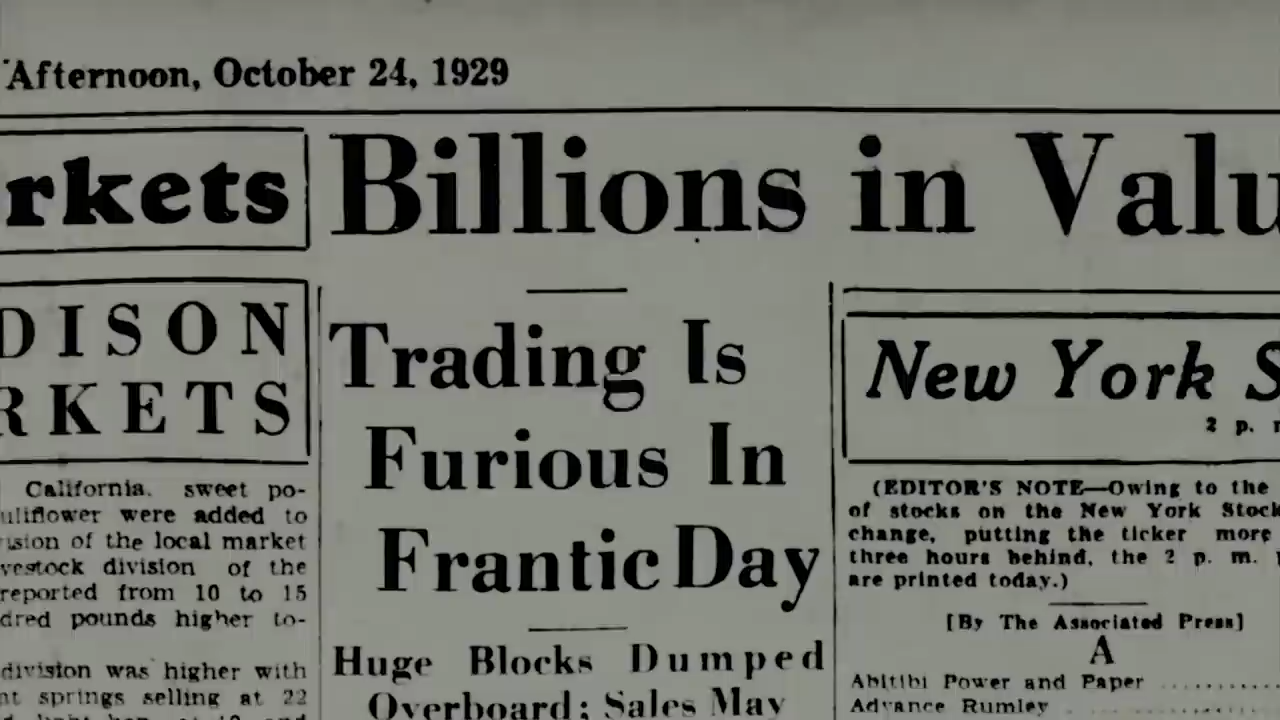 Afternoon, October 24, 1929
rkets
Billions in Valu
DISON
RKETS
California. sweet po-
uliflower were added to
ision of the local market
vestock division of the
reported from 10 to 15
dred pounds higher to-
division was higher with
nt springs selling at 22
Trading Is
Furious In
Frantic Day
Huge Blocks Dumped
Overboard; Sales May
New York S
2 p. m
(EDITOR'S NOTE—Owing to the
of stocks on the New York Stock
change, putting the ticker more
three hours behind, the 2 p. m.
are printed today.)
[By The Associated Press]
A
Abitibi Power and Paper
Advance Rumley